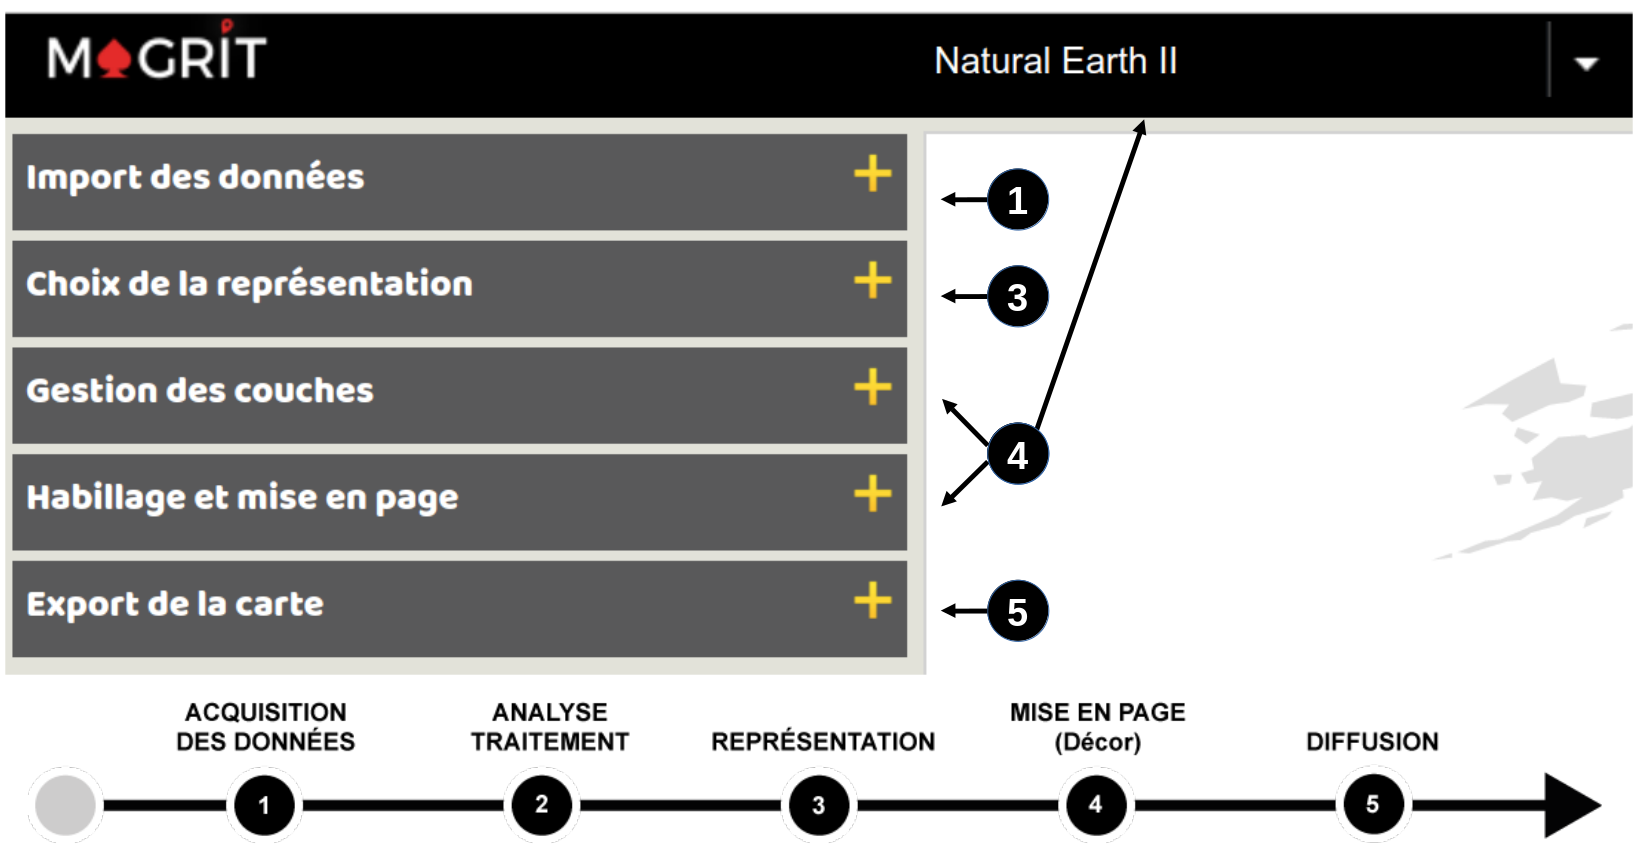 MAGRIT
Natural Earth II
Import des données
1
Choix de la représentation
3
Gestion des couches
4
Habillage et mise en page
Export de la carte
5
ACQUISITION
DES DONNÉES
ANALYSE
TRAITEMENT
REPRÉSENTATION
MISE EN PAGE
(Décor)
DIFFUSION
1
2
3
4
5